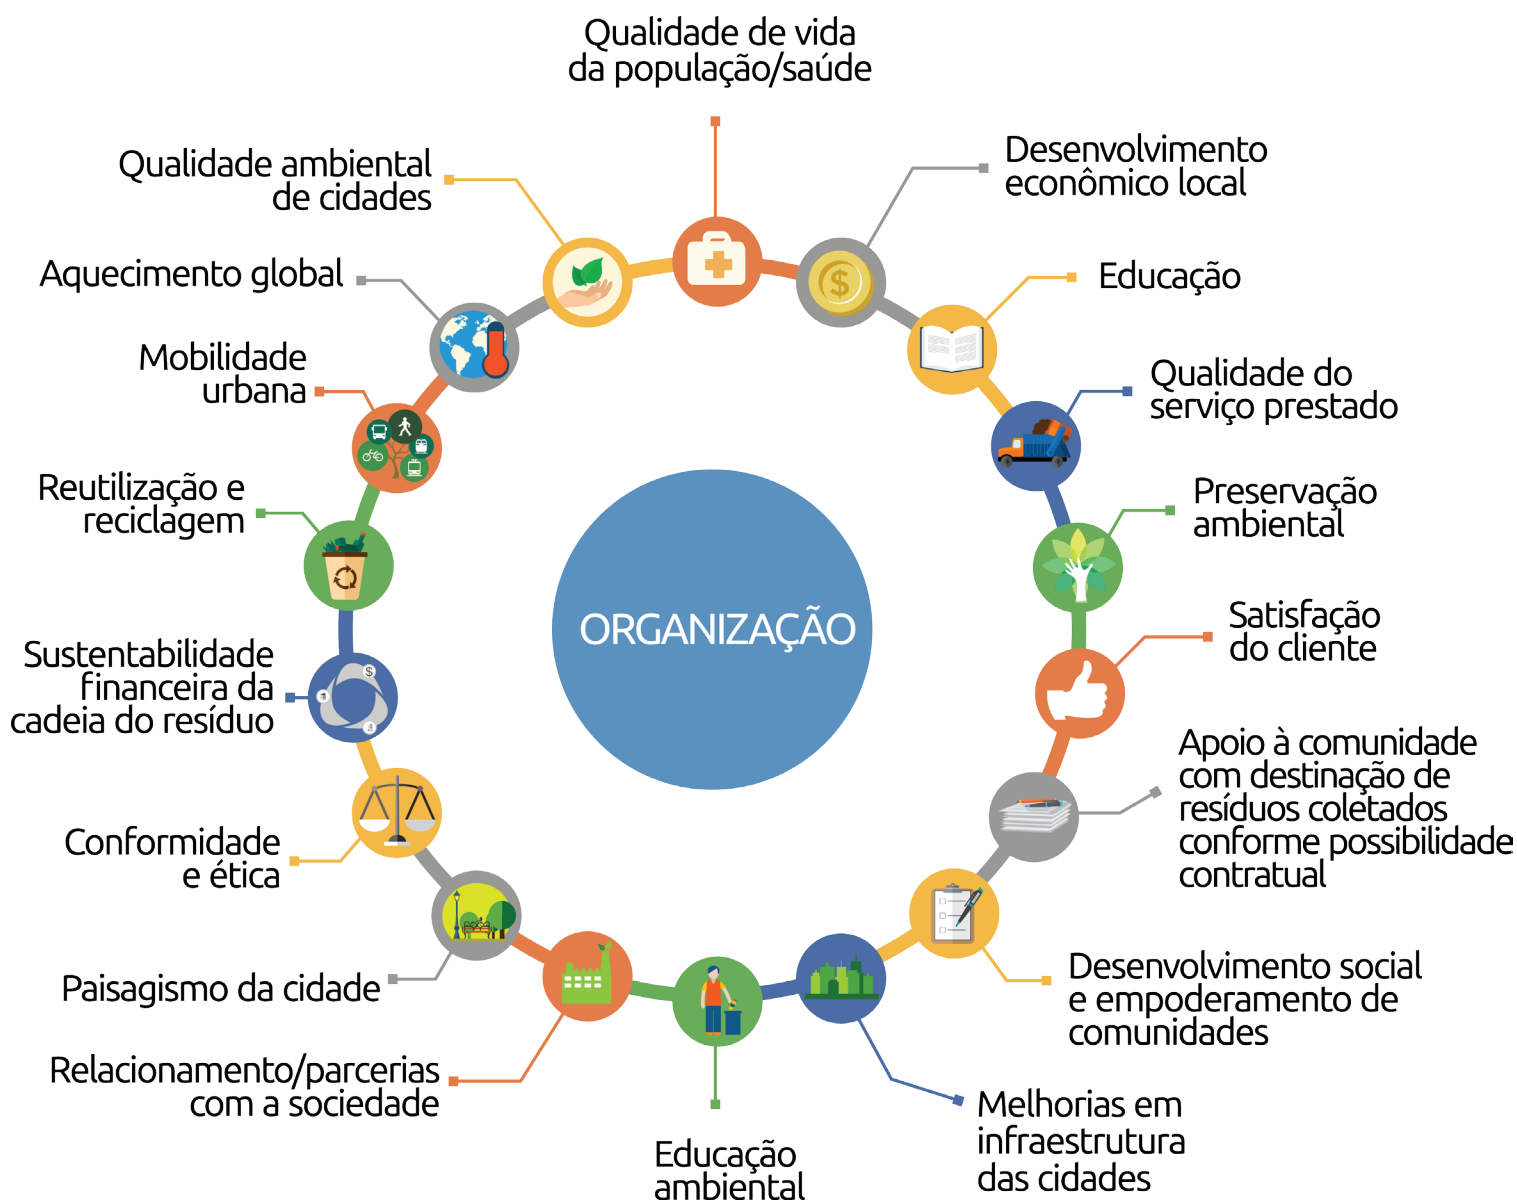 Qualidade de vida
da população/saúde
Desenvolvimento
econômico local
Educação
Qualidade do
serviço prestado
Preservação
ambiental
Satisfação
do cliente
Apoio à comunidade
com destinação de
resíduos coletados
conforme possibilidade
contratual
Desenvolvimento social
e empoderamento de
comunidades
Melhorias em
infraestrutura
das cidades
Educação
ambiental
Relacionamento/parcerias
com a sociedade
Paisagismo da cidade
Conformidade
e ética
Sustentabilidade
financeira da
cadeia do resíduo
Reutilização e
reciclagem
Mobilidade
urbana
Aquecimento global
Qualidade ambiental
de cidades
ORGANIZAÇÃO
$
$